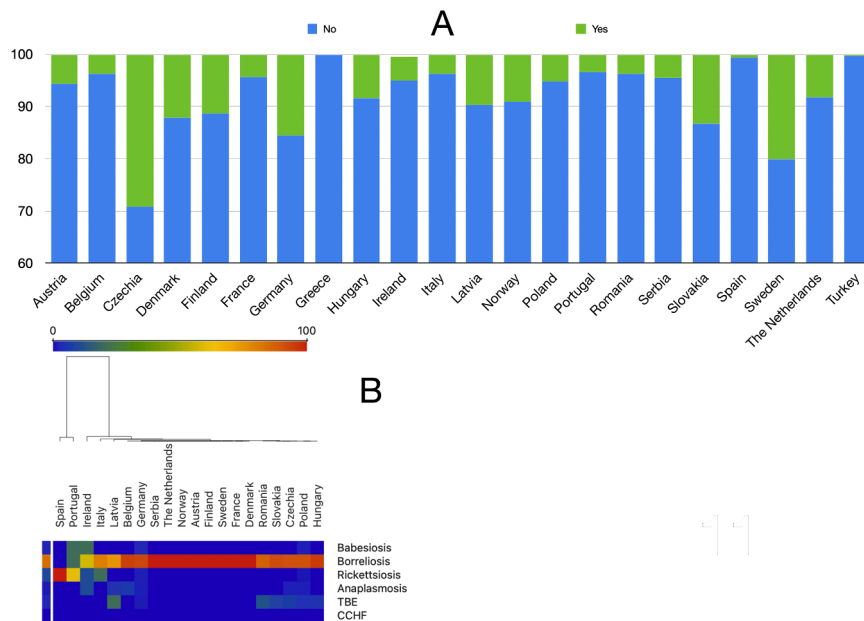 A
No
Yes
100
90
80
70
60
Austria
Belgium
Czechia
Denmark
Finland
France
Germany
Greece
Hungary
Ireland
Italy
Latvia
Norway
Poland
Portugal
Romania
Serbia
Slovakia
Spain
Sweden
The Netherlands
Turkey
0
100
B
Spain
Portugal
Ireland
Italy
Latvia
Belgium
Germany
Serbia
The Netherlands
Norway
Austria
Finland
Sweden
France
Denmark
Romania
Slovakia
Czechia
Poland
Hungary
Babesiosis
Borreliosis
Rickettsiosis
Anaplasmosis
TBE
CCHF